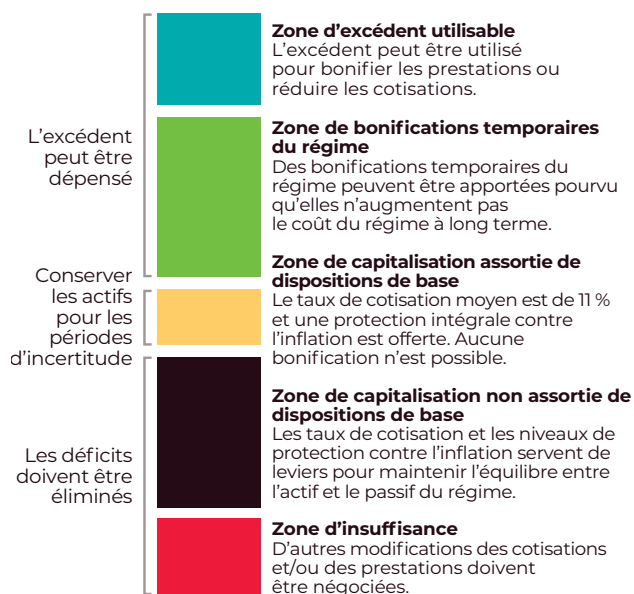 Zone d’excédent utilisable
L’excédent peut être utilisé
pour bonifier les prestations ou
réduire les cotisations.
L’excédent
peut être
dépensé
Zone de bonifications temporaires
du régime
Des bonifications temporaires du
régime peuvent être apportées pourvu
qu’elles n’augmentent pas
le coût du régime à long terme.
Conserver
les actifs
pour les
périodes
d’incertitude
Zone de capitalisation assortie de
dispositions de base
Le taux de cotisation moyen est de 11 %
et une protection intégrale contre
l’inflation est offerte. Aucune
bonification n’est possible.
Les déficits
doivent être
éliminés
Zone de capitalisation non assortie de
dispositions de base
Les taux de cotisation et les niveaux de
protection contre l’inflation servent de
leviers pour maintenir l’équilibre entre
l’actif et le passif du régime.
Zone d’insuffisance
D’autres modifications des cotisations
et/ou des prestations doivent
être négociées.